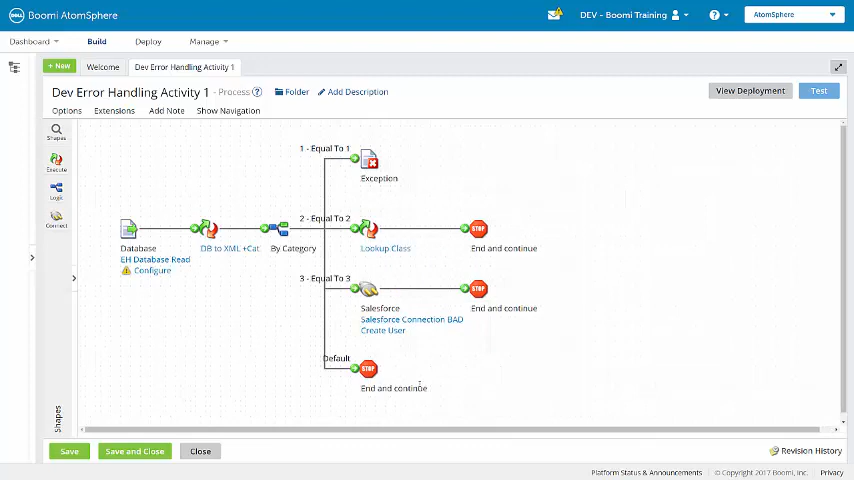 DELL Boomi AtomSphere
DEV - Boomi Training
?
AtomSphere
Dashboard
Build
Deploy
Manage
+ New
Welcome
Dev Error Handling Activity 1
Dev Error Handling Activity 1 - Process ?
Folder
Add Description
View Deployment
Test
Options
Extensions
Add Note
Show Navigation
Shapes
Execute
Logic
Connect
Shapes
1 - Equal To 1
Exception
2 - Equal To 2
STOP
Database
EH Database Read
Configure
DB to XML +Cat
By Category
Lookup Class
End and continue
3 - Equal To 3
STOP
Salesforce
Salesforce Connection BAD
Create User
End and continue
Default
STOP
End and continue
Save
Save and Close
Close
Revision History
Platform Status & Announcements
© Copyright 2017 Boomi, Inc.
Privacy